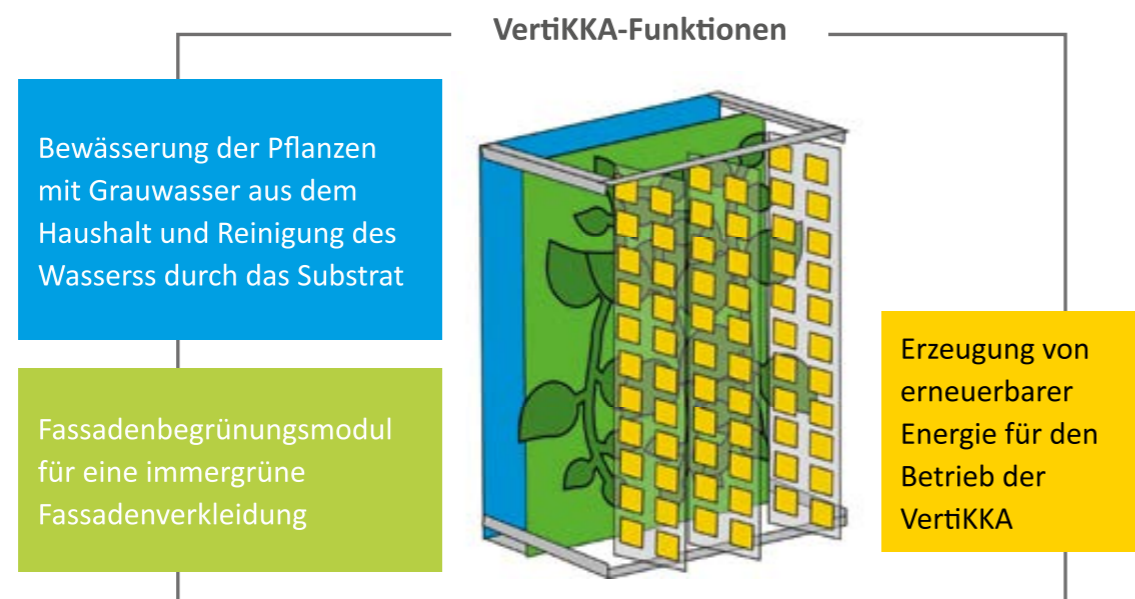 VertiKKA-Funktionen
Bewässerung der Pflanzen
mit Grauwasser aus dem
Haushalt und Reinigung des
Wasserss durch das Substrat
Fassadenbegrünungsmodul
für eine immergrüne
Fassadenverkleidung
Erzeugung von
erneuerbarer
Energie für den
Betrieb der
VertiKKA